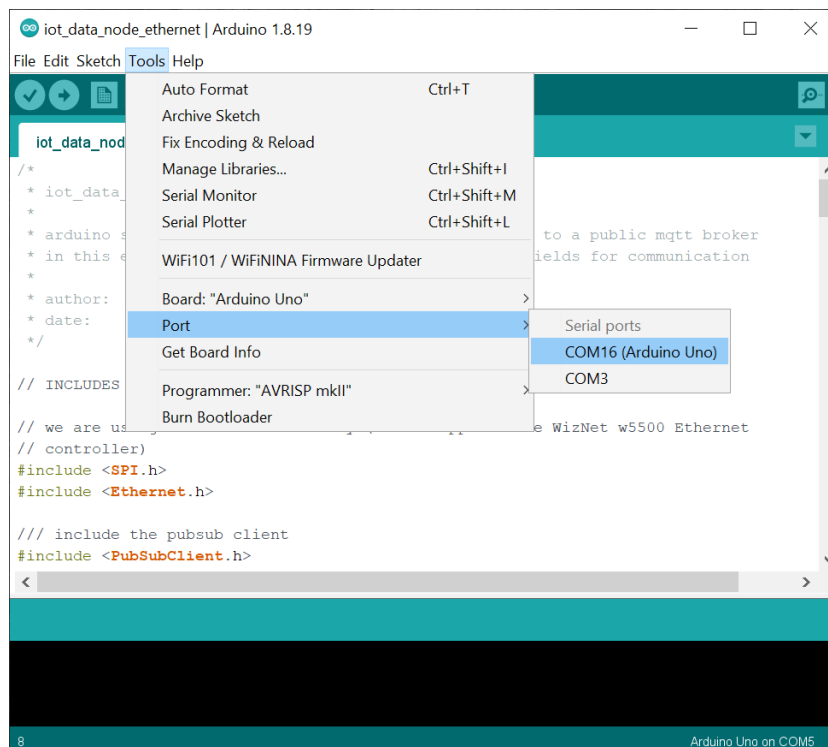 iot_data_node_ethernet | Arduino 1.8.19
File Edit Sketch Tools Help
Auto Format Ctrl+T
Archive Sketch
Fix Encoding & Reload
Manage Libraries... Ctrl+Shift+I
Serial Monitor Ctrl+Shift+M
Serial Plotter Ctrl+Shift+L
WiFi101 / WiFiNINA Firmware Updater
Board: "Arduino Uno"
Port
Get Board Info
Programmer: "AVRISP mkII"
Burn Bootloader
Serial ports
COM16 (Arduino Uno)
COM3
iot_data_nod
/*
* iot_data_
*
* arduino s to a public mqtt broker
* in this e ields for communication
*
* author:
* date:
*/
// INCLUDES
// we are us e WizNet w5500 Ethernet
// controller)
#include <SPI.h>
#include <Ethernet.h>
/// include the pubsub client
#include <PubSubClient.h>
8 Arduino Uno on COM5